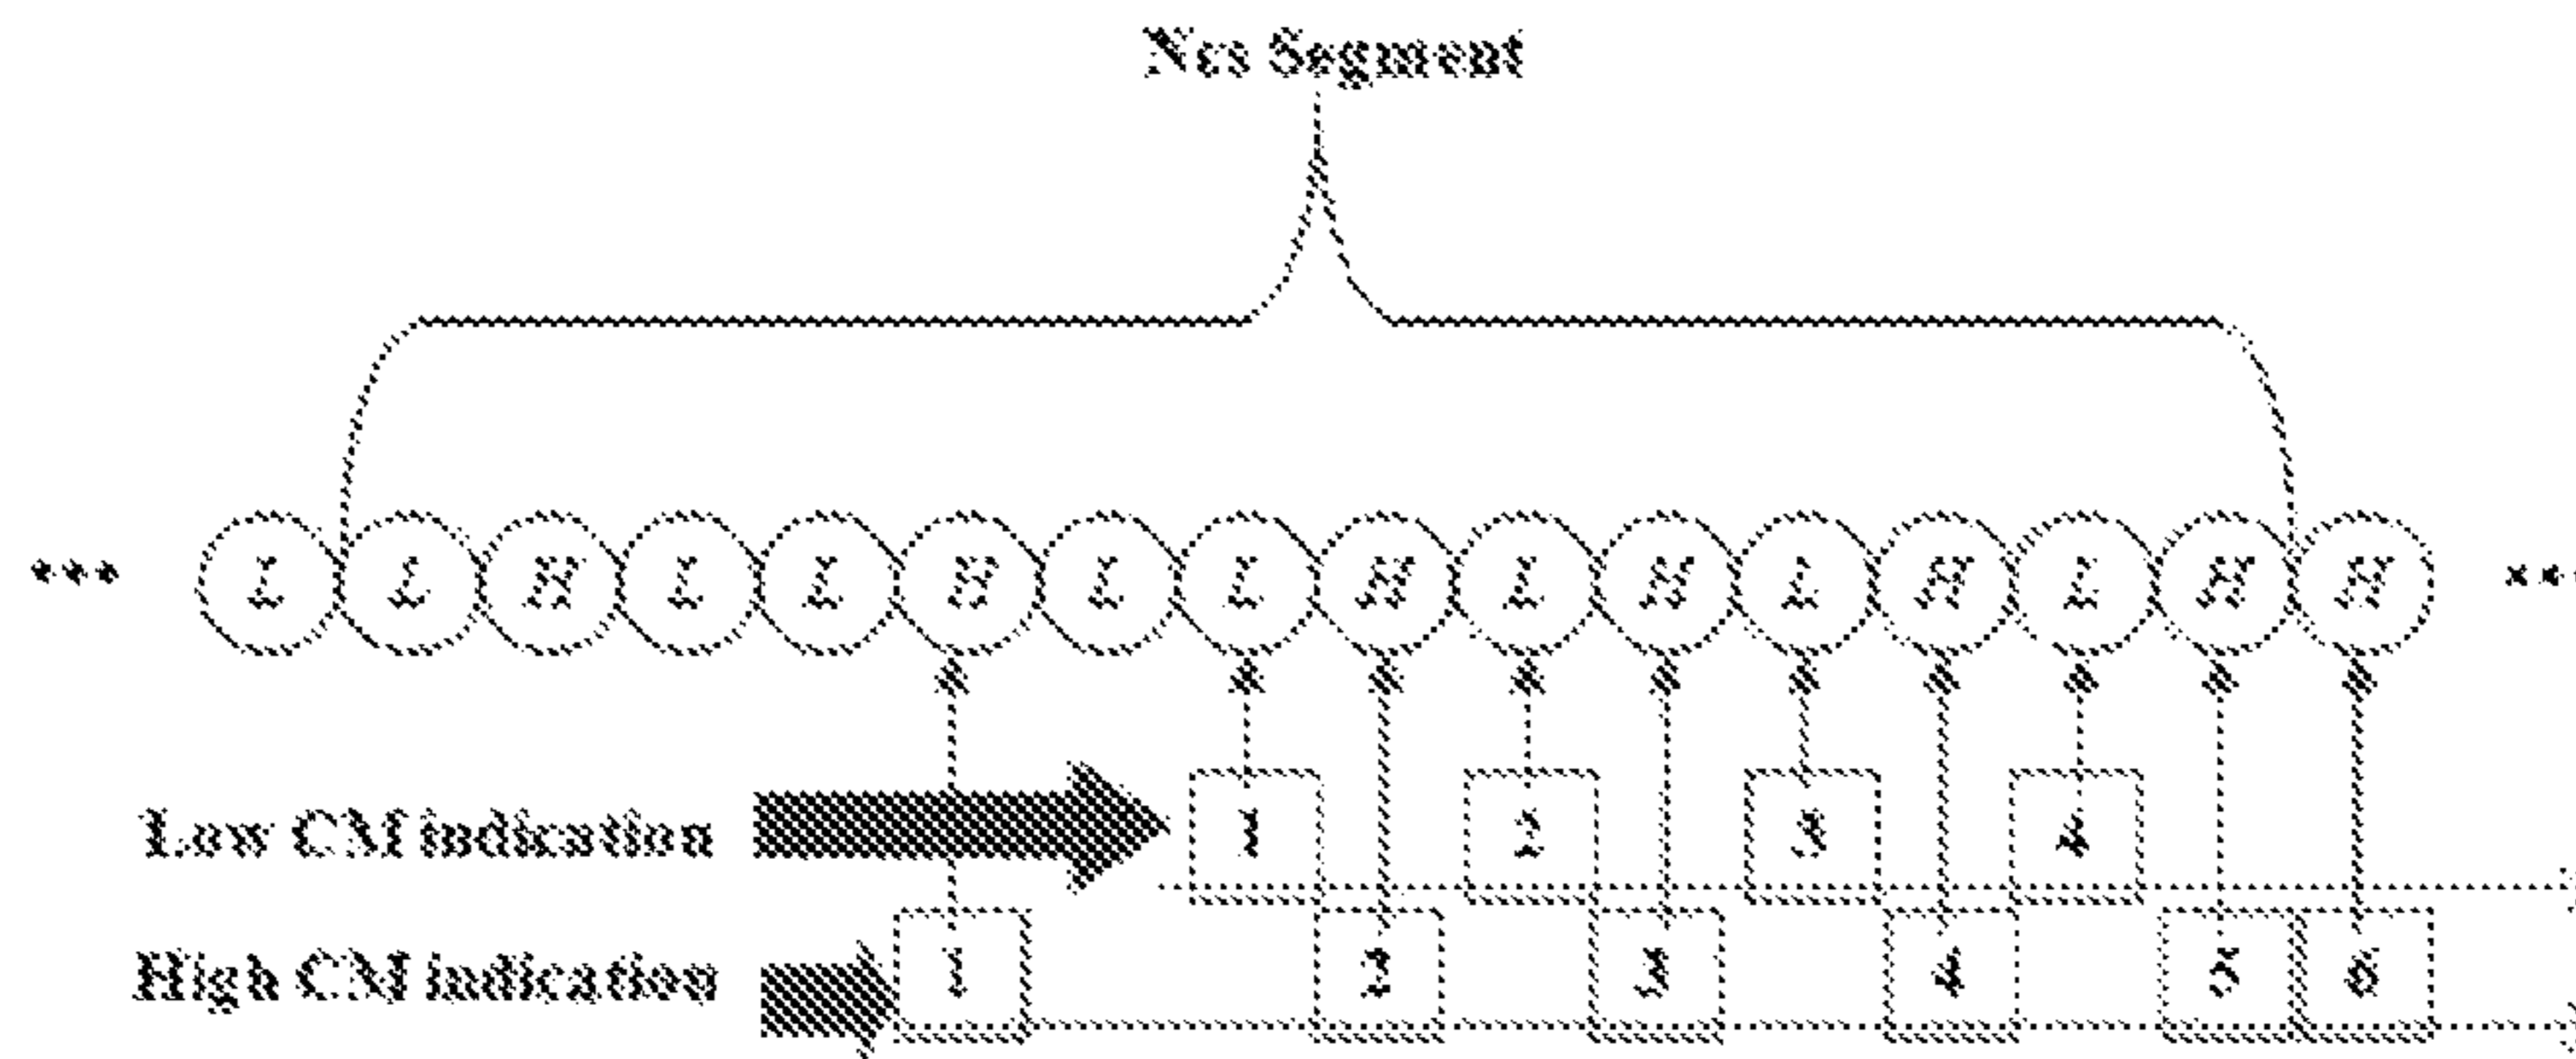 Ncs Segment
••• L L H L L H L L H L H L H L H H ••
Low CM indication 1 2 3 4
High CM indication 1 2 3 4 5 6